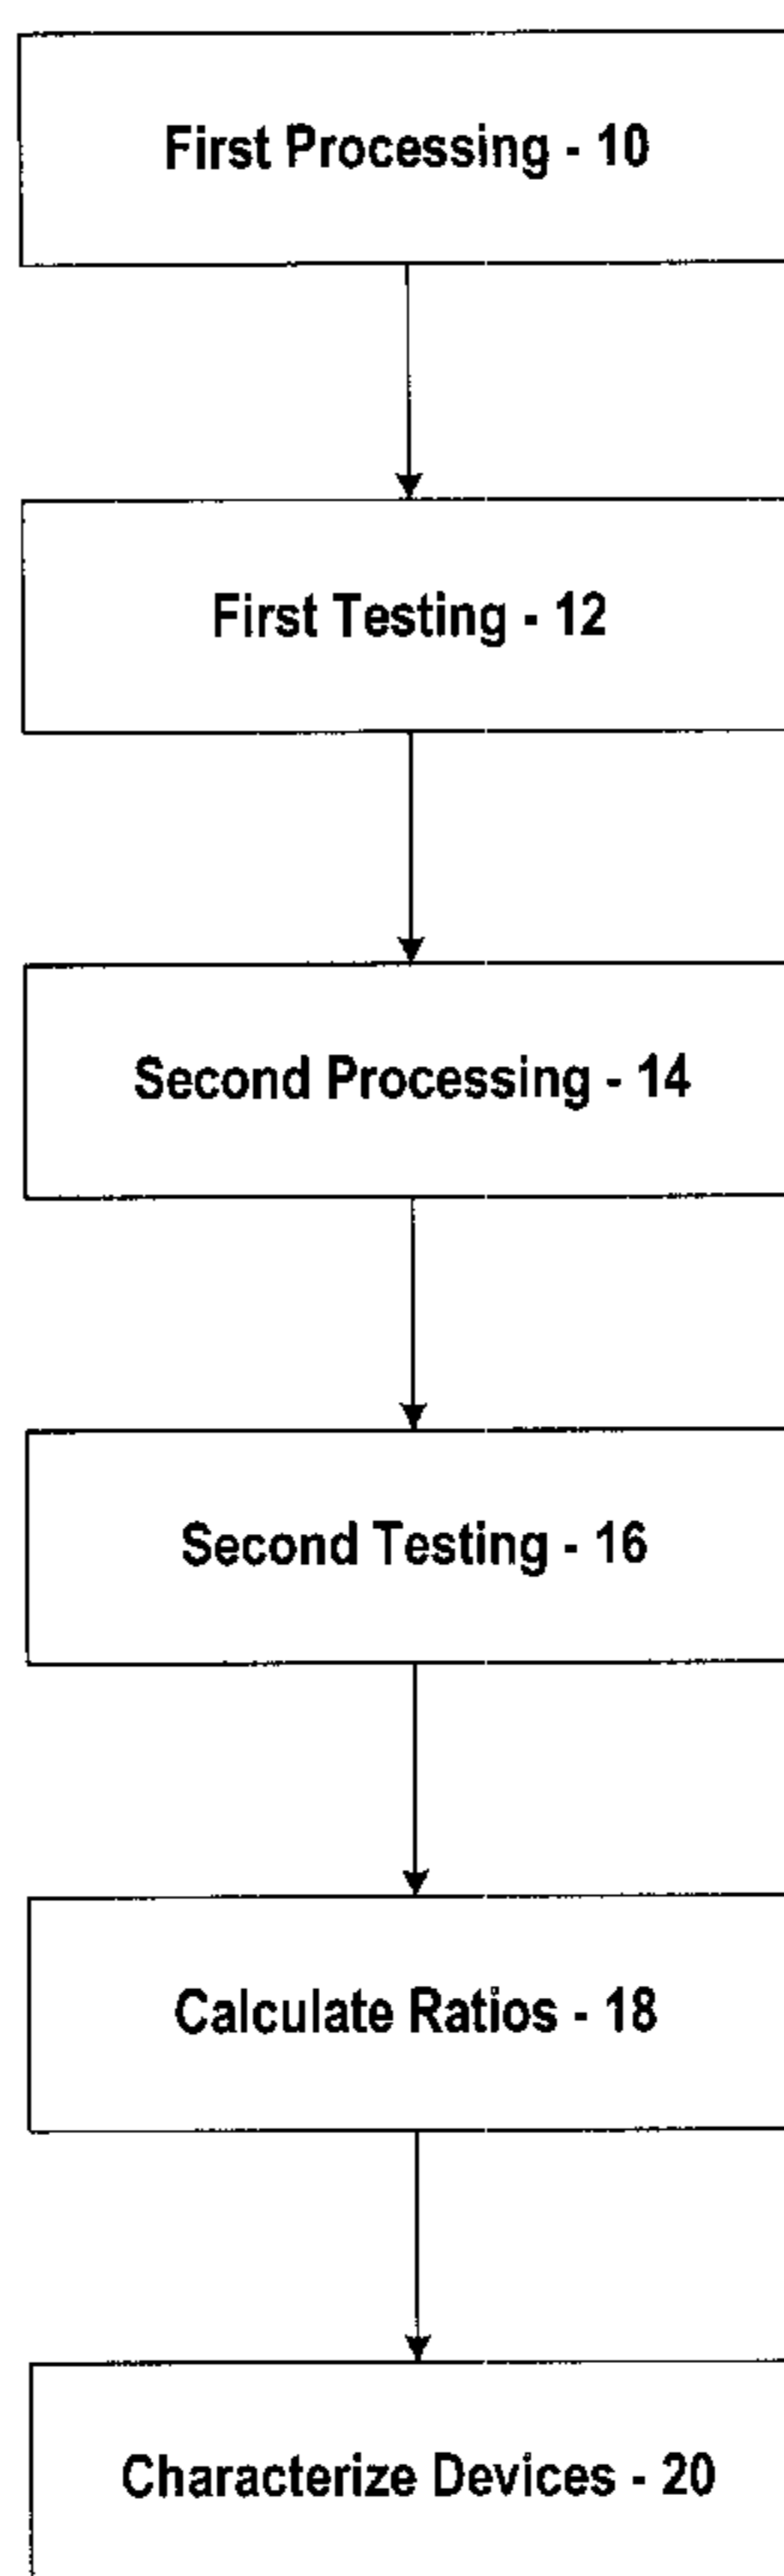 First Processing - 10
First Testing - 12
Second Processing - 14
Second Testing - 16
Calculate Ratios - 18
Characterize Devices - 20